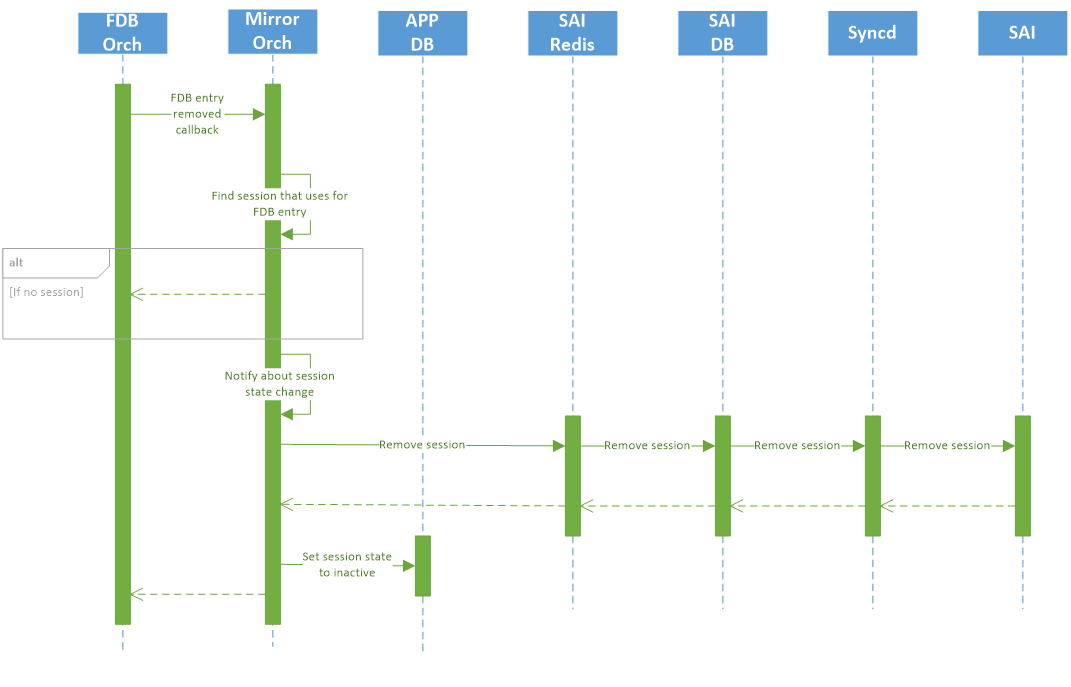 FDB
Orch
Mirror
Orch
APP
DB
SAI
Redis
SAI
DB
Syncd
SAI
FDB entry
removed
callback
Find session that uses for
FDB entry
alt
[If no session]
Notify about session
state change
Remove session
Remove session
Remove session
Remove session
Set session state
to inactive